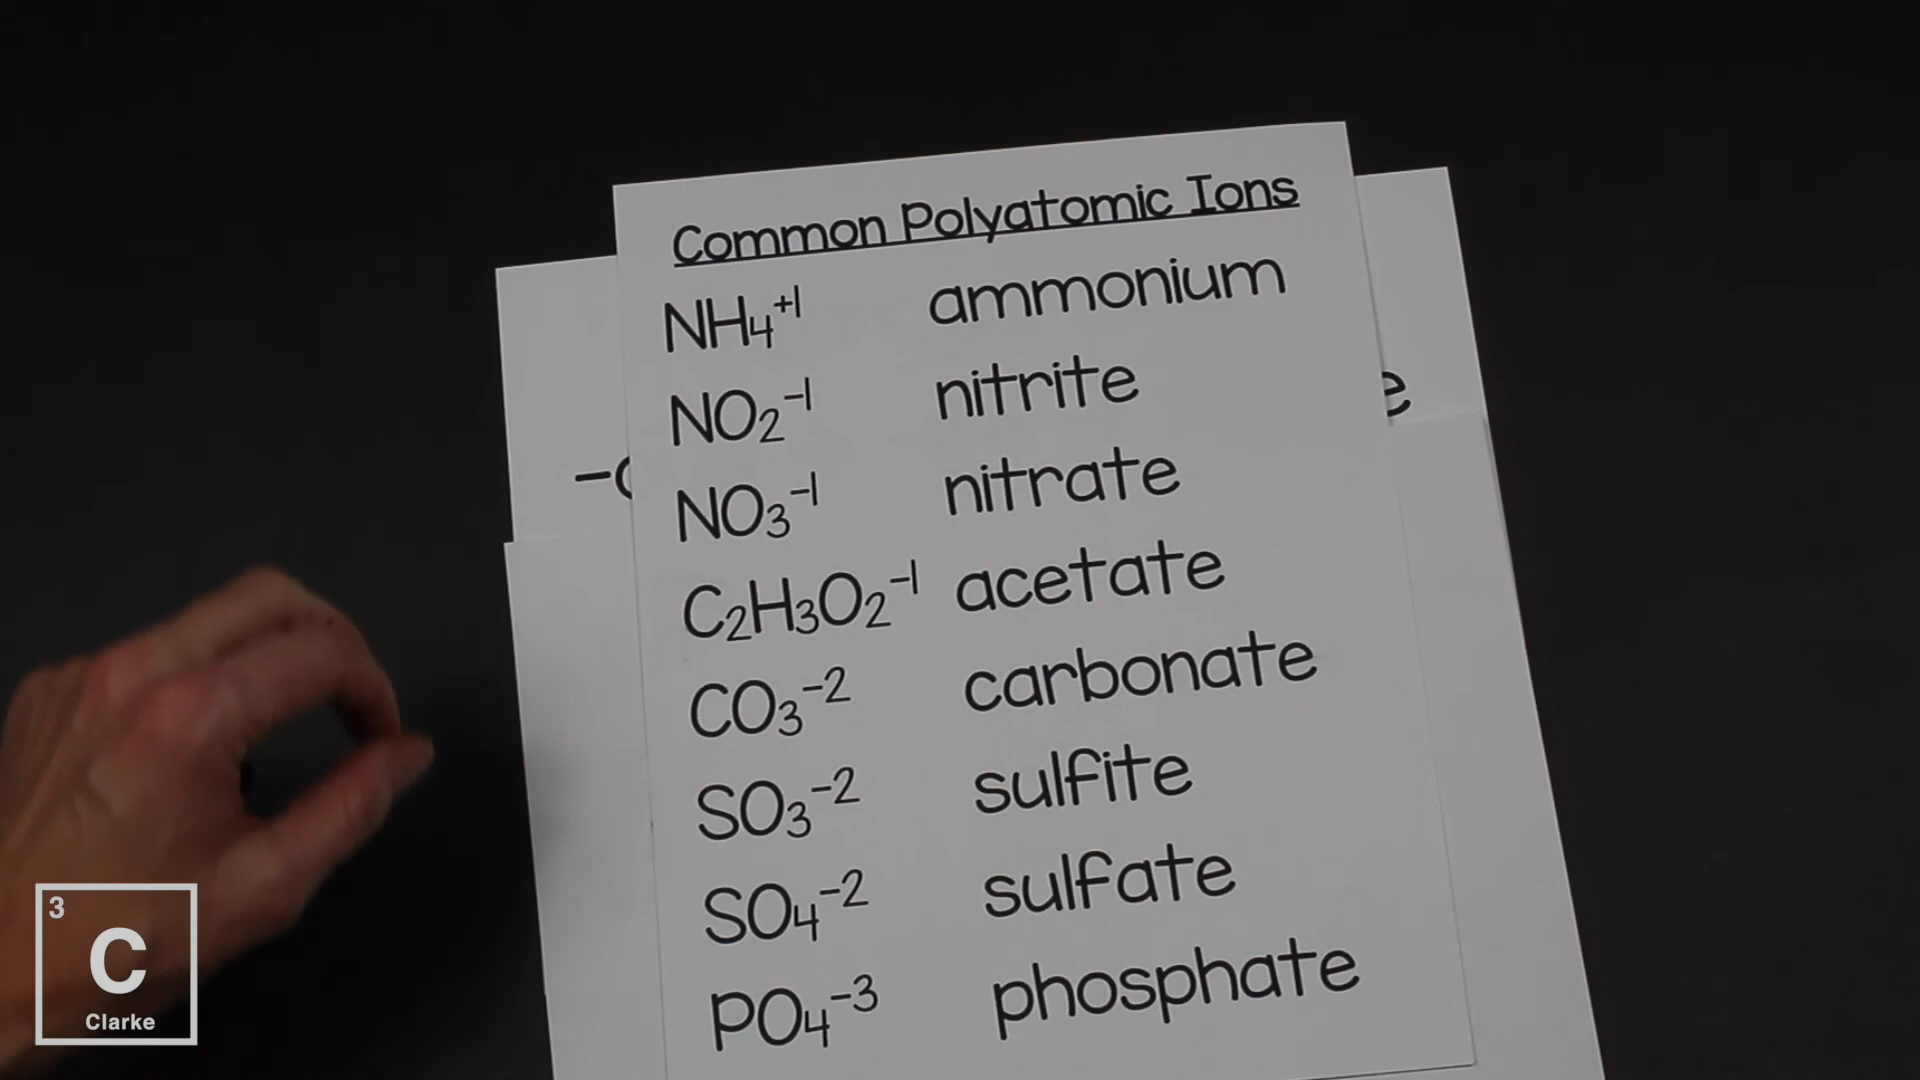 Common Polyatomic Ions
NH₄⁺¹ ammonium
NO₂⁻¹ nitrite
NO₃⁻¹ nitrate
C₂H₃O₂⁻¹ acetate
CO₃⁻² carbonate
SO₃⁻² sulfite
SO₄⁻² sulfate
PO₄⁻³ phosphate
3
C
Clarke